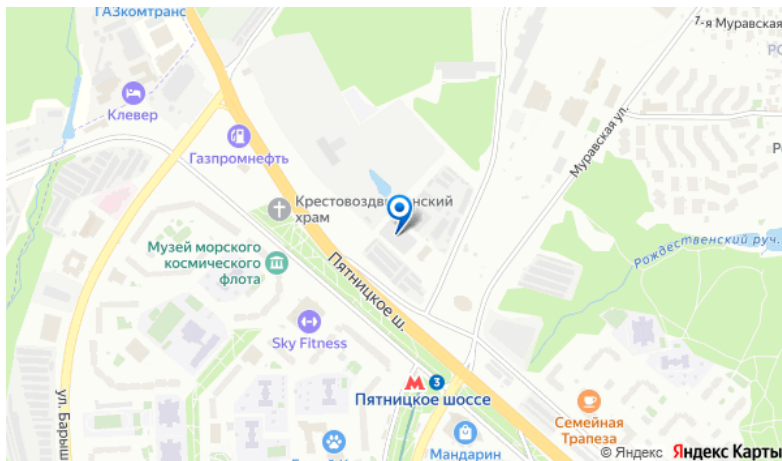 ГАЗкомтранс
7-я Муравская
Клевер
Газпромнефть
Муравская ул.
Крестовоздвиженский
храм
Музей морского
космического
флота
Рождественский руч.
Пятницкое ш.
Sky Fitness
3
Пятницкое шоссе
ул. Барыш
Семейная
Трапеза
Мандарин
© Яндекс Яндекс Карты